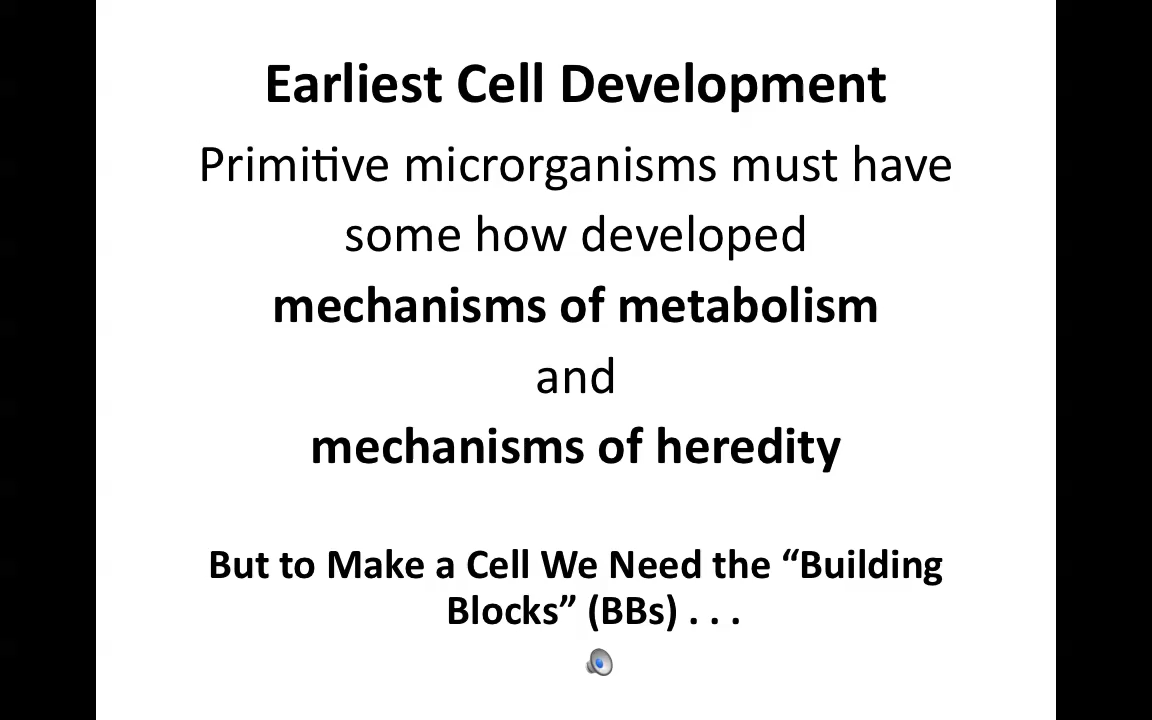 Earliest Cell Development
Primitive microrganisms must have
some how developed
mechanisms of metabolism
and
mechanisms of heredity
But to Make a Cell We Need the “Building
Blocks” (BBs) . . .